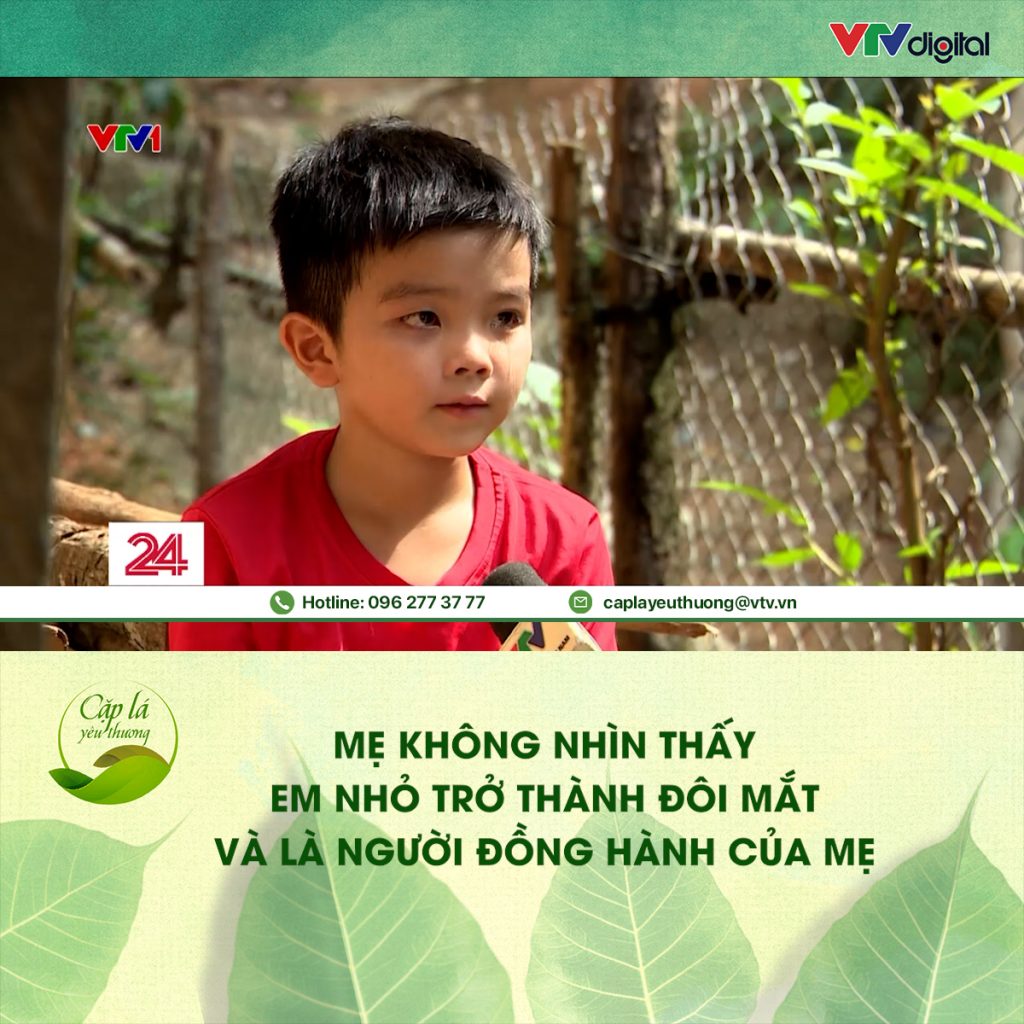 VTVdigital
VTV1
24
Hotline: 096 277 37 77 caplayeuthuong@vtv.vn
NAM
Cặp lá
yêu thương
MẸ KHÔNG NHÌN THẤY
EM NHỎ TRỞ THÀNH ĐÔI MẮT
VÀ LÀ NGƯỜI ĐỒNG HÀNH CỦA MẸ